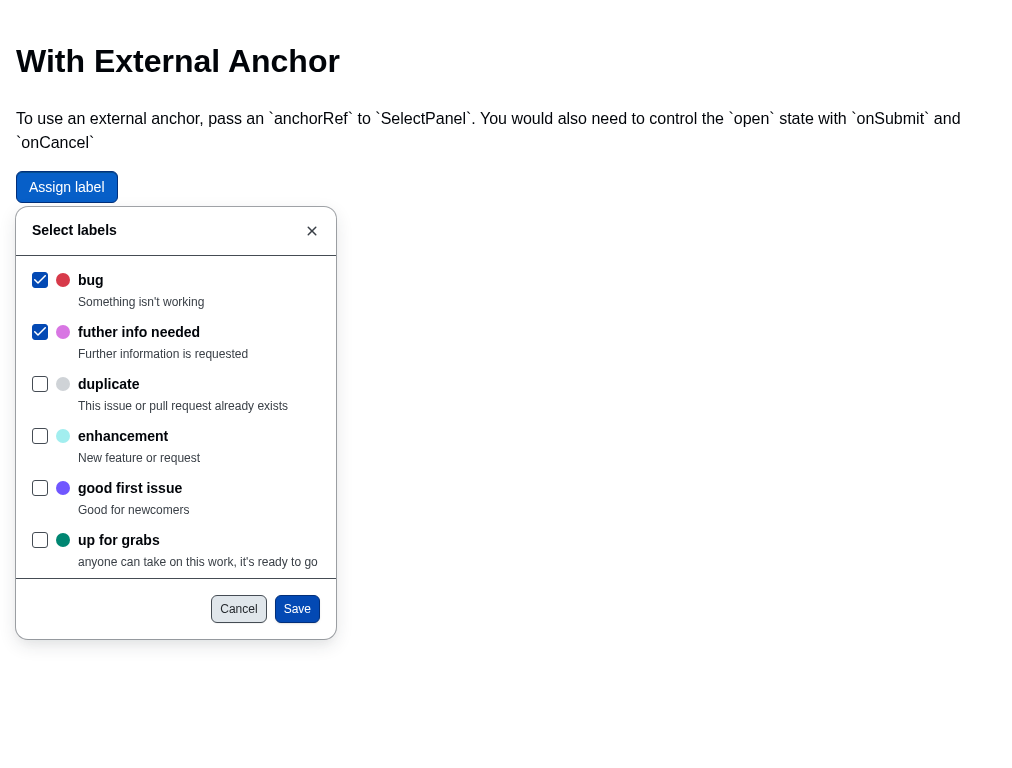 With External Anchor
To use an external anchor, pass an `anchorRef` to `SelectPanel`. You would also need to control the `open` state with `onSubmit` and
`onCancel`
Assign label
Select labels
bug
Something isn't working
futher info needed
Further information is requested
duplicate
This issue or pull request already exists
enhancement
New feature or request
good first issue
Good for newcomers
up for grabs
anyone can take on this work, it's ready to go
Cancel Save